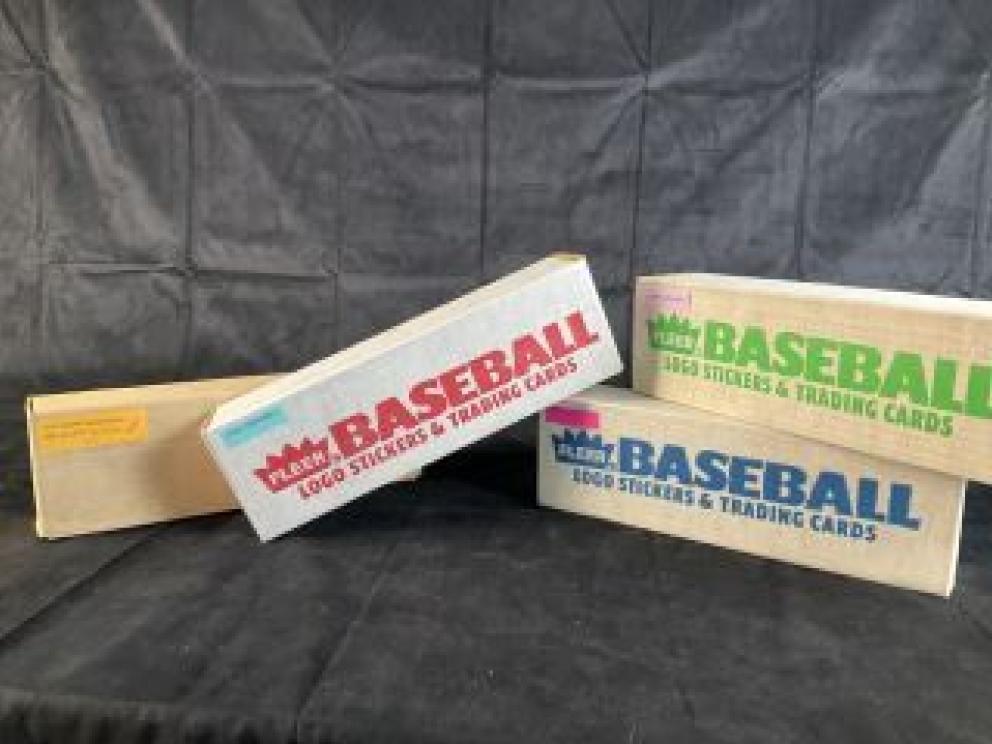 FLEER
BASEBALL
LOGO STICKERS & TRADING CARDS
FLEER
BASEBALL
LOGO STICKERS & TRADING CARDS
FLEER
BASEBALL
LOGO STICKERS & TRADING CARDS